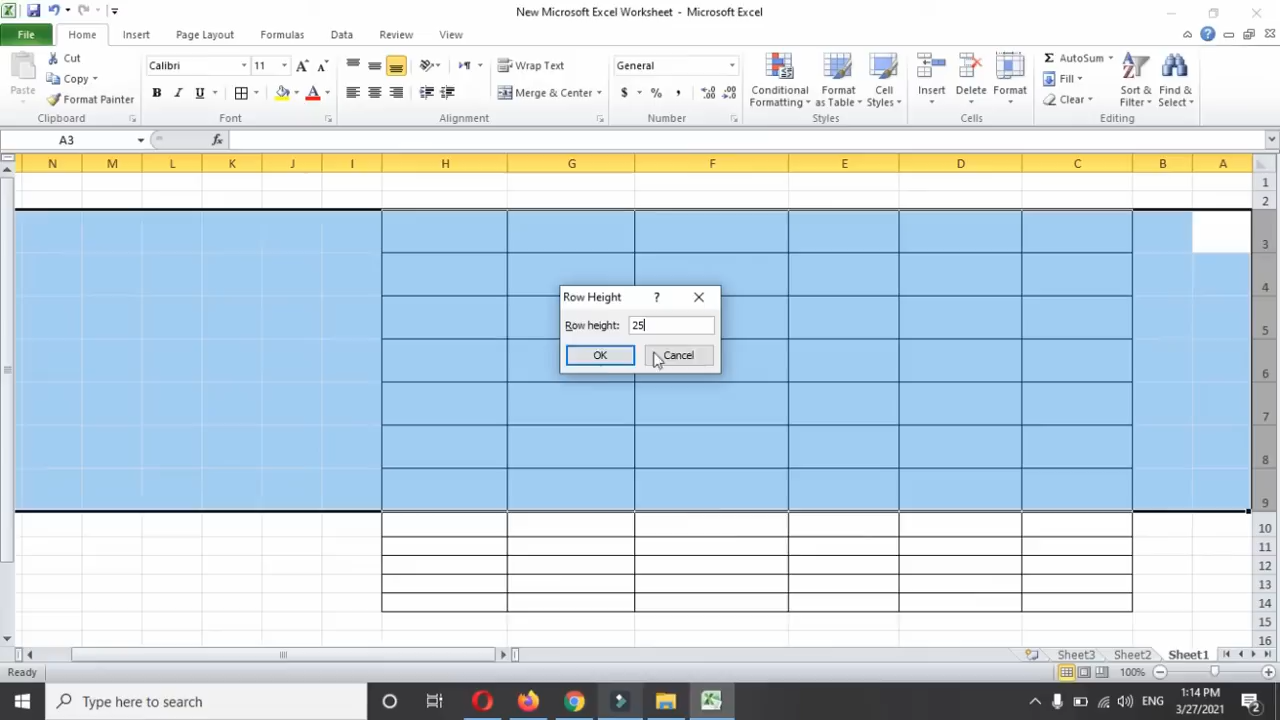 New Microsoft Excel Worksheet - Microsoft Excel
File Home Insert Page Layout Formulas Data Review View
Paste
Cut
Copy
Format Painter
Clipboard
Calibri 11
B I U A
Font
Wrap Text
Merge & Center
Alignment
General
$ % ,
Number
Conditional Formatting
Format as Table
Cell Styles
Styles
Insert Delete Format
Cells
AutoSum
Fill
Clear
Sort & Filter
Find & Select
Editing
A3 fx
N M L K J I H G F E D C B A
1
2
3
4
5
6
7
8
9
10
11
12
13
14
15
16
Row Height ?
Row height: 25
OK Cancel
Sheet3 Sheet2 Sheet1
Ready 100%
Type here to search
ENG
1:14 PM
3/27/2021
2